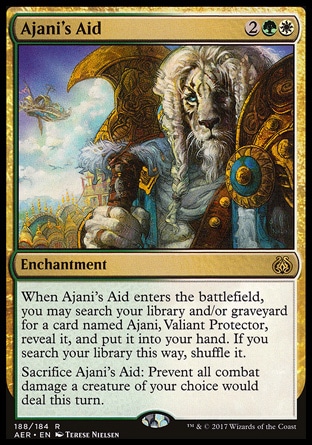 Ajani's Aid 2
Enchantment
When Ajani's Aid enters the battlefield,
you may search your library and/or graveyard
for a card named Ajani, Valiant Protector,
reveal it, and put it into your hand. If you
search your library this way, shuffle it.
Sacrifice Ajani's Aid: Prevent all combat
damage a creature of your choice would
deal this turn.
188/184 R
AER • EN Terese Nielsen ™ & © 2017 Wizards of the Coast